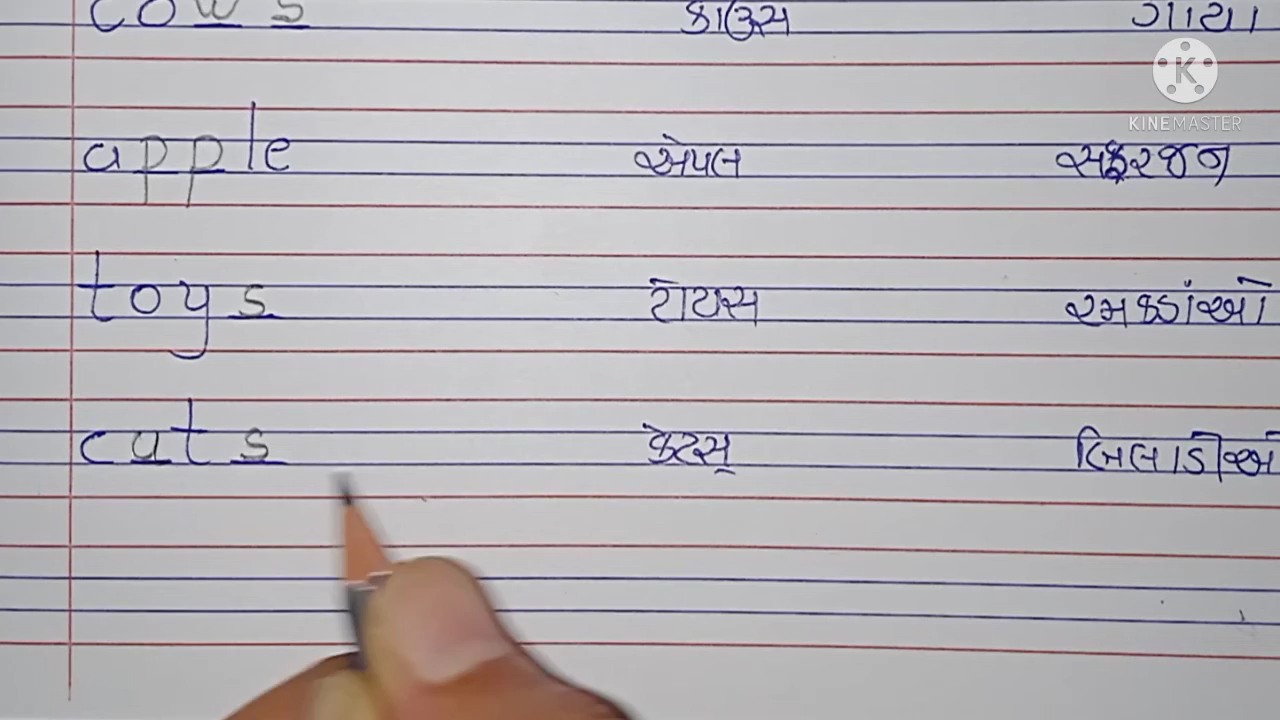 cows કાઉસ ગાયો
KINEMASTER
apple એપલ સફરજન
toys ટોયસ રમકડાંઓ
cats કેટસ્ બિલાડીઓ